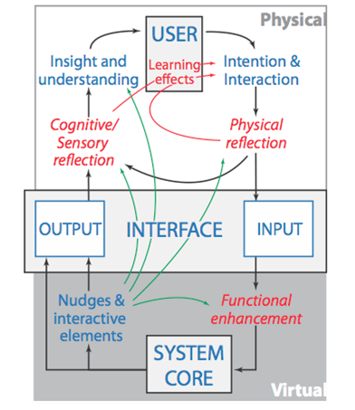 Physical
USER
Insight and
understanding
Learning
effects
Intention &
Interaction
Cognitive/
Sensory
reflection
Physical
reflection
OUTPUT
INTERFACE
INPUT
Nudges &
interactive
elements
Functional
enhancement
SYSTEM
CORE
Virtual